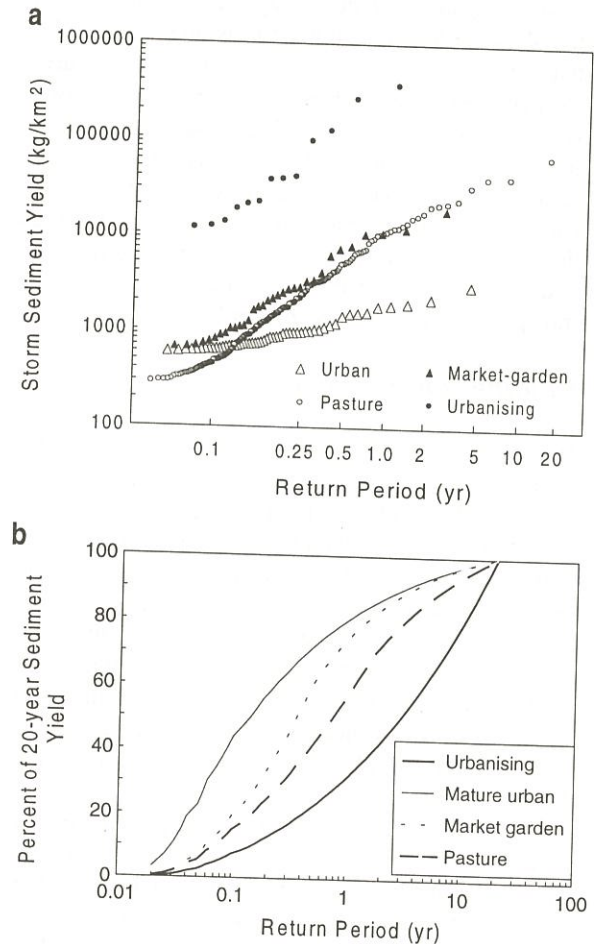 a
Storm Sediment Yield (kg/km²)
1000000
100000
10000
1000
100
Urban
Market-garden
Pasture
Urbanising
0.1 0.25 0.5 1.0 2 5 10 20
Return Period (yr)
b
Percent of 20-year Sediment
Yield
100
80
60
40
20
0
Urbanising
Mature urban
Market garden
Pasture
0.01 0.1 1 10 100
Return Period (yr)